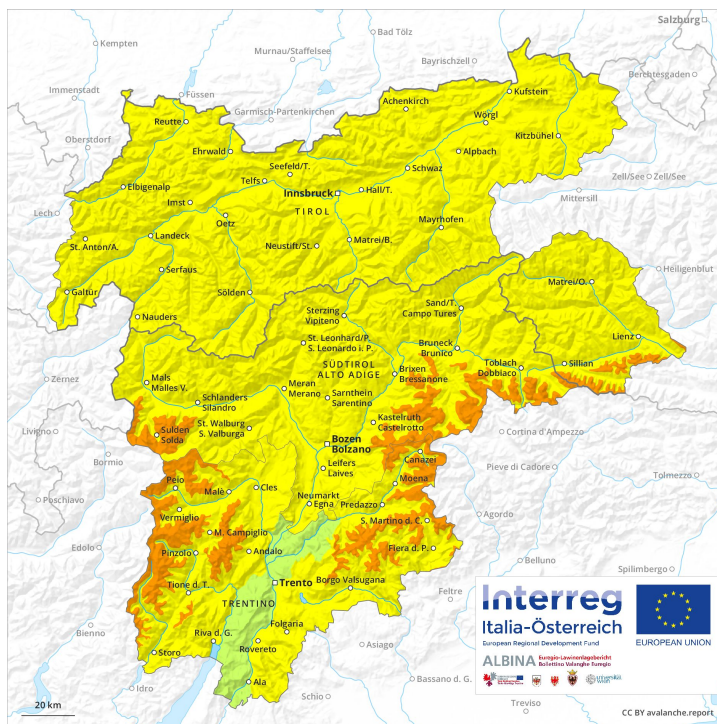 Salzburg
Kempten
Bad Tölz
Murnau/Staffelsee
Bayrischzell
Berchtesgaden
Immenstadt
Füssen
Garmisch-Partenkirchen
Achenkirch
Kufstein
Wörgl
Reutte
Kitzbühel
Oberstdorf
Ehrwald
Alpbach
Seefeld/T.
Schwaz
Telfs
Zell/See
Zell/See
Elbigenalp
Innsbruck
Hall/T.
Mittersill
Imst
TIROL
Lech
Oetz
Mayrhofen
Landeck
St. Anton/A.
Neustift/St.
Matrei/B.
Serfaus
Heiligenblut
Galtür
Sölden
Matrei/O.
Nauders
Sterzing
Vipiteno
Sand/T.
Campo Tures
St. Leonhard/P.
S. Leonardo i. P.
Bruneck
Brunico
Lienz
SÜDTIROL
ALTO ADIGE
Toblach
Dobbiaco
Sillian
Brixen
Bressanone
Zernez
Mals
Malles V.
Meran
Merano
Schlanders
Silandro
Sarnthein
Sarentino
St. Walburg
S. Valburga
Kastelruth
Castelrotto
Livigno
Sulden
Solda
Bozen
Bolzano
Cortina d'Ampezzo
Bormio
Leifers
Laives
Canazei
Pieve di Cadore
Tolmezzo
Peio
Malè
Cles
Moena
Poschiavo
Neumarkt
Egna
Predazzo
Vermiglio
Agordo
S. Martino d. C.
M. Campiglio
Edolo
Pinzolo
Andalo
Fiera d. P.
Belluno
Spilimbergo
Tione d. T.
Trento
Borgo Valsugana
Feltre
TRENTINO
Bienno
Folgaria
Riva d. G.
Rovereto
Asiago
Storo
Bassano d. G.
Idro
Ala
Schio
Treviso
20 km
Interreg
Italia-Österreich
European Regional Development Fund
EUROPEAN UNION
ALBINA
Euregio-Lawinenlagebericht
Bollettino Valanghe Euregio
universität
wien
CC BY avalanche.report